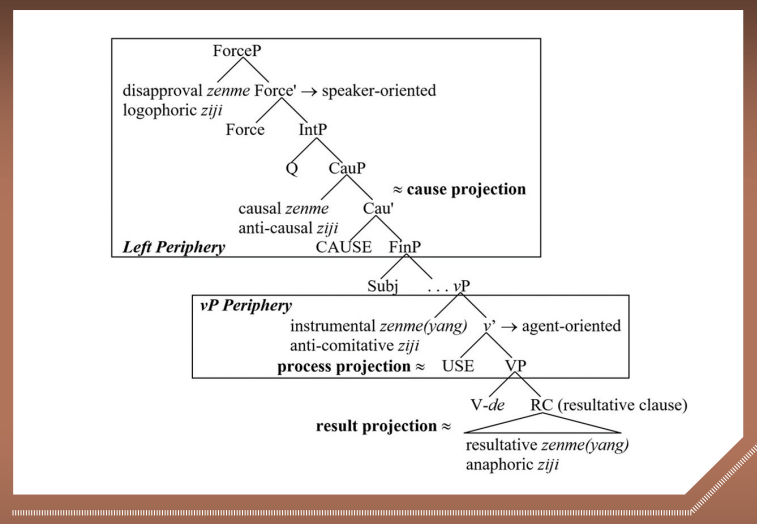 ForceP
disapproval zenme Force' → speaker-oriented
logophoric ziji
Force IntP
Q CauP
≈ cause projection
causal zenme Cau'
anti-causal ziji
Left Periphery CAUSE FinP
Subj . . . vP
vP Periphery
instrumental zenme(yang) v’ → agent-oriented
anti-comitative ziji
process projection ≈ USE VP
V-de RC (resultative clause)
result projection ≈
resultative zenme(yang)
anaphoric ziji